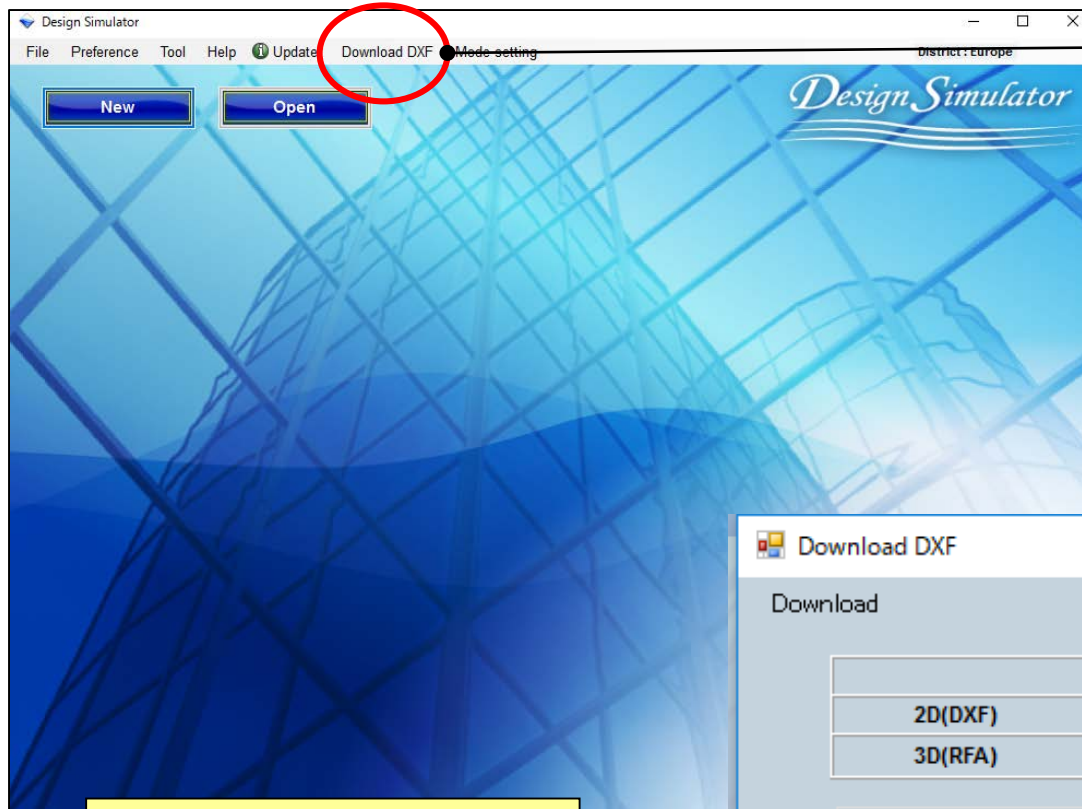 Design Simulator
File Preference Tool Help Update Download DXF Mode setting District : Europe
New Open
Design Simulator
Download DXF
Download
2D(DXF)
3D(RFA)